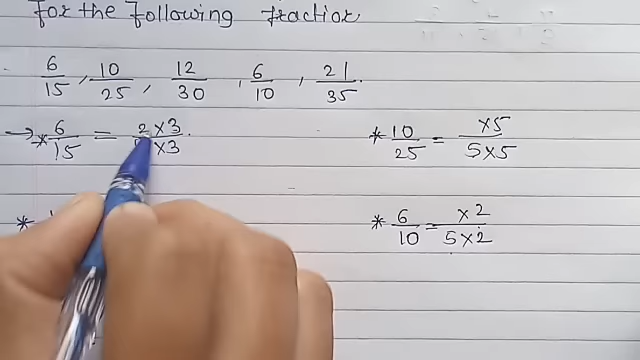 for the following fraction
6/15, 10/25, 12/30, 6/10, 21/35.
→ * 6/15 = 2×3/5×3.
* 10/25 = ×5/5×5
*
* 6/10 = ×2/5×2